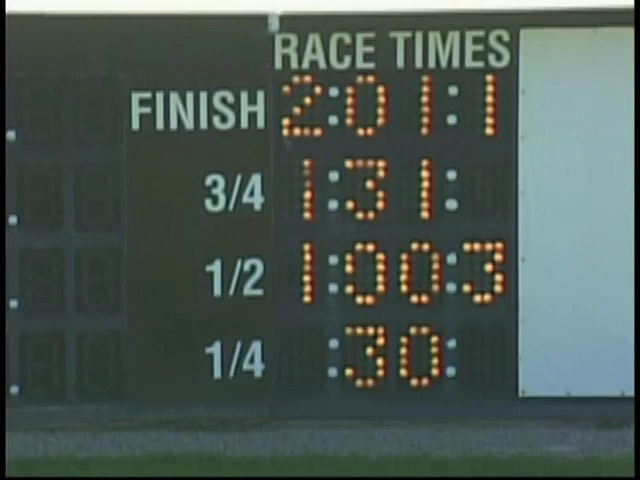 RACE TIMES
FINISH 2:01:1
3/4 1:31:
1/2 1:00:3
1/4 :30: